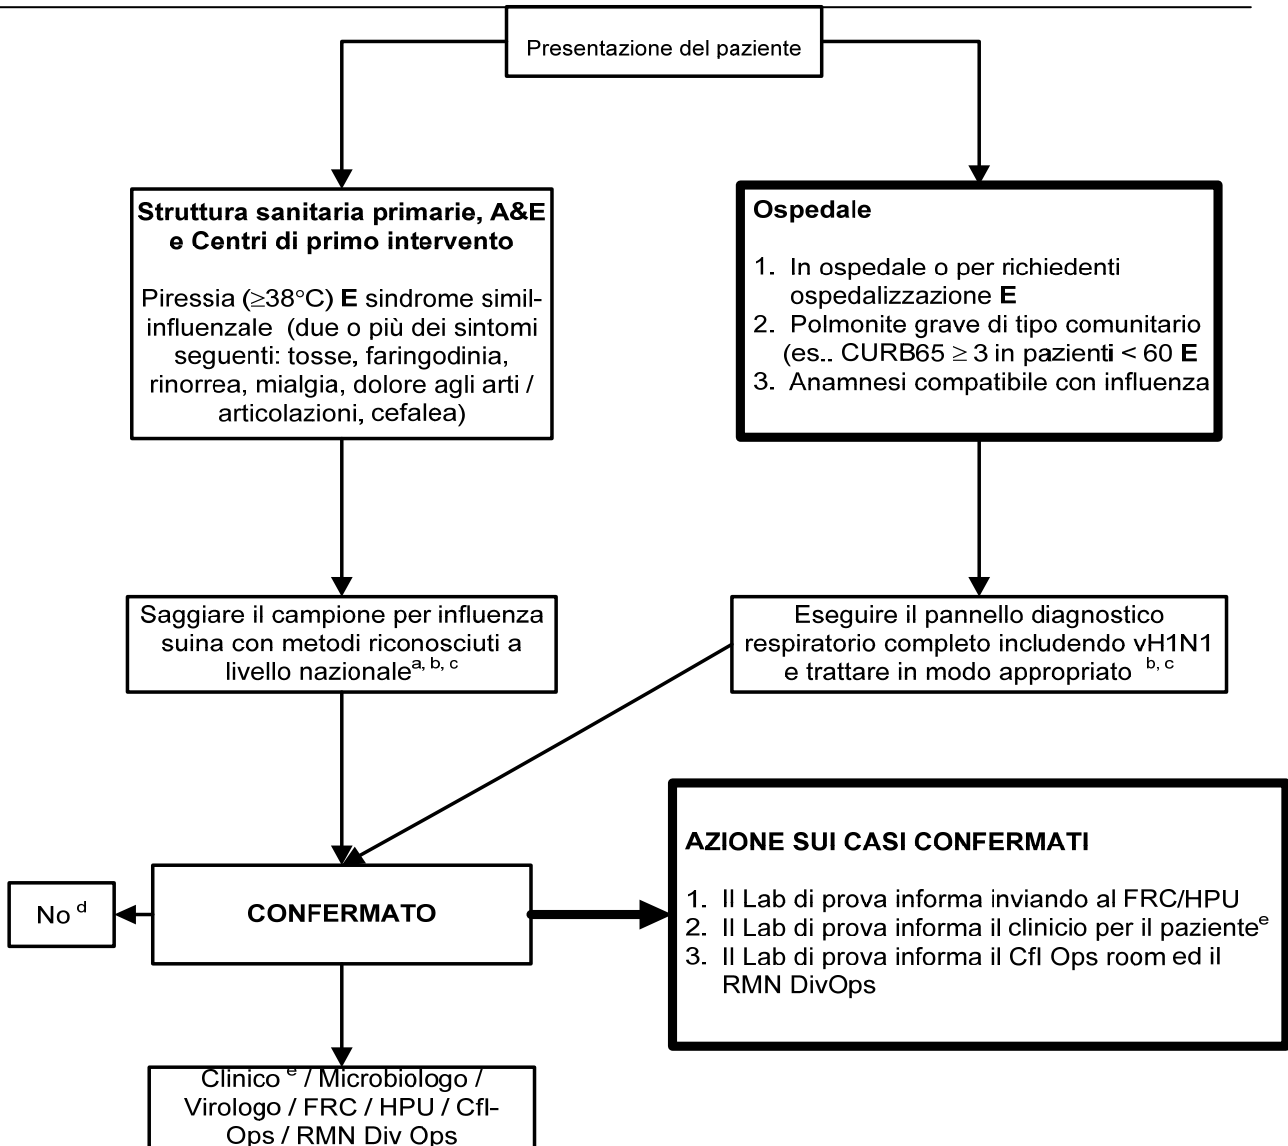 Presentazione del paziente
Struttura sanitaria primarie, A&E
e Centri di primo intervento
Piressia (≥38°C) E sindrome simil-
influenzale (due o più dei sintomi
seguenti: tosse, faringodinia,
rinorrea, mialgia, dolore agli arti /
articolazioni, cefalea)
Ospedale
1. In ospedale o per richiedenti
ospedalizzazione E
2. Polmonite grave di tipo comunitario
(es.. CURB65 ≥ 3 in pazienti < 60 E
3. Anamnesi compatibile con influenza
Saggiare il campione per influenza
suina con metodi riconosciuti a
livello nazionale a, b, c
Eseguire il pannello diagnostico
respiratorio completo includendo vH1N1
e trattare in modo appropriato b, c
No d
CONFERMATO
AZIONE SUI CASI CONFERMATI
1. Il Lab di prova informa inviando al FRC/HPU
2. Il Lab di prova informa il clinicio per il paziente e
3. Il Lab di prova informa il CfI Ops room ed il
RMN DivOps
Clinico e / Microbiologo /
Virologo / FRC / HPU / CfI-
Ops / RMN Div Ops